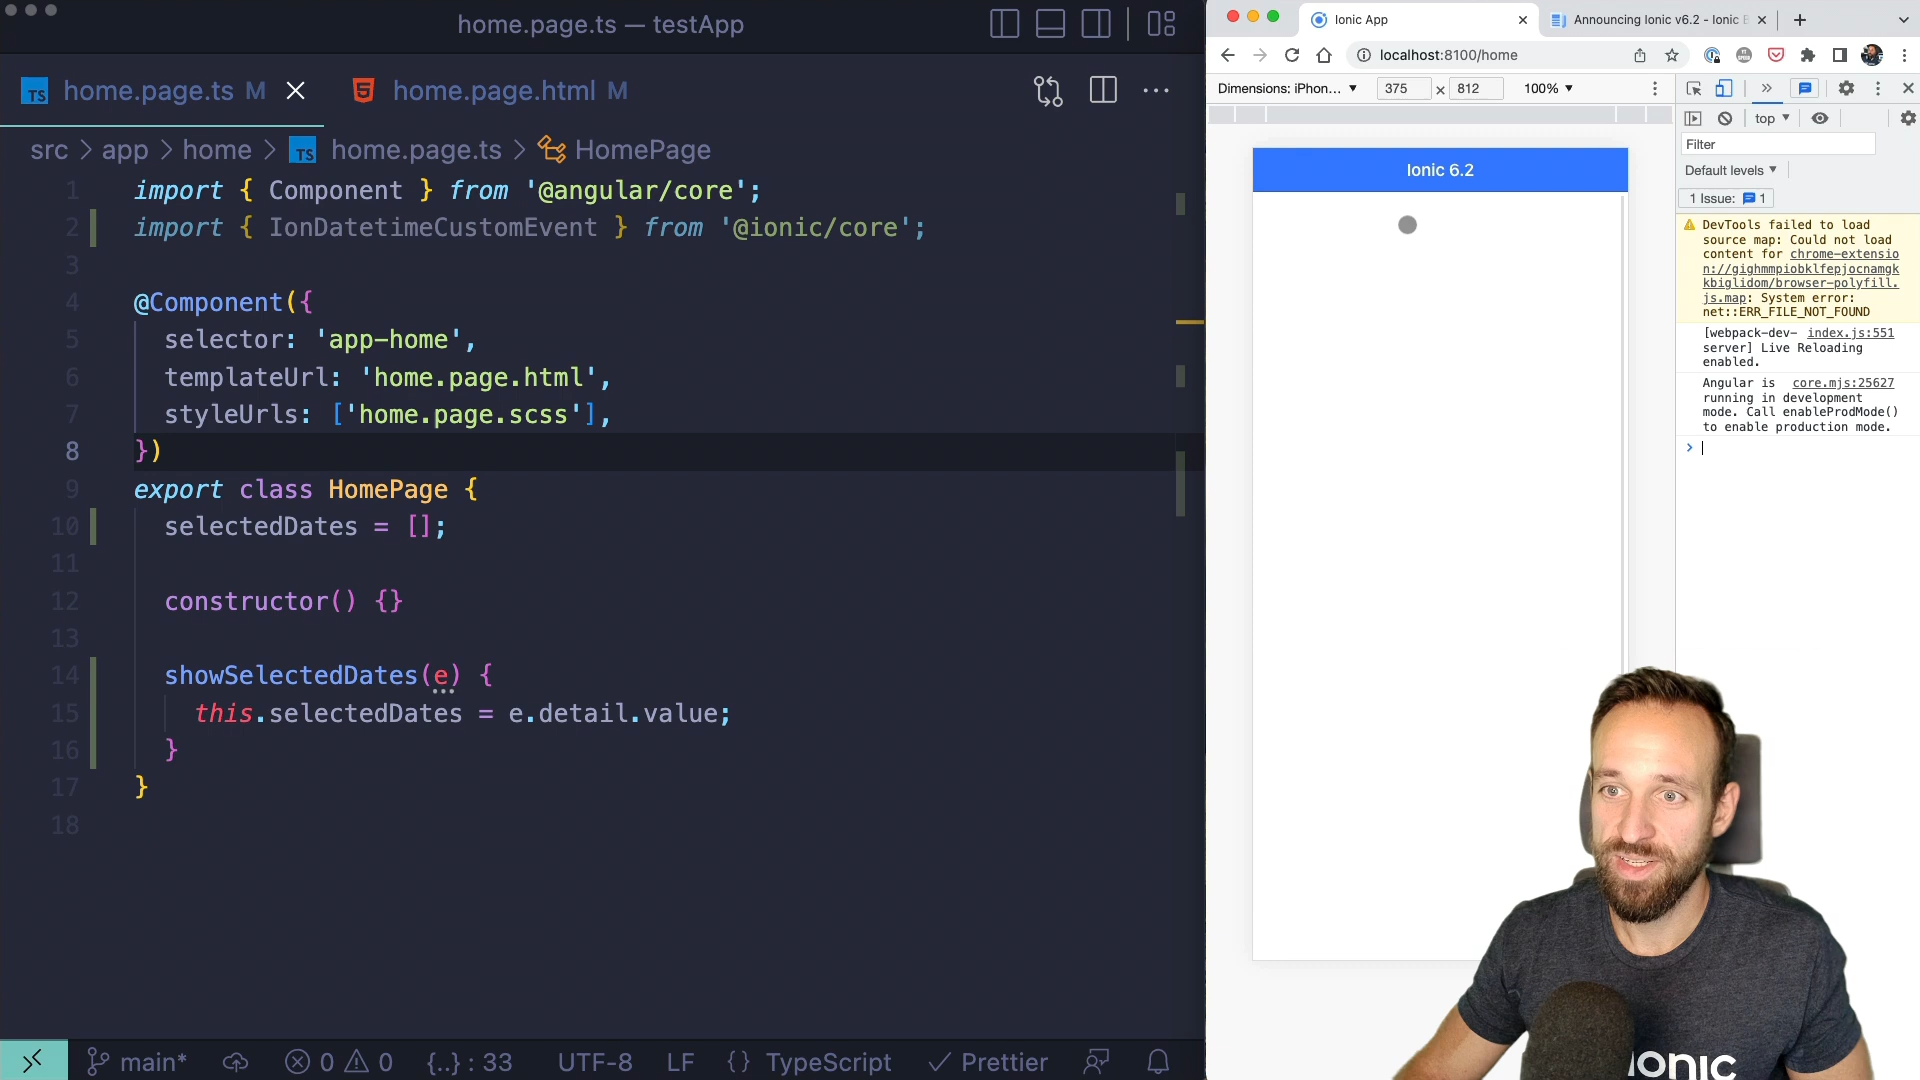 home.page.ts — testApp
TS home.page.ts M
home.page.html M
src > app > home > TS home.page.ts > HomePage
1 import { Component } from '@angular/core';
2 import { IonDatetimeCustomEvent } from '@ionic/core';
3
4 @Component({
5 selector: 'app-home',
6 templateUrl: 'home.page.html',
7 styleUrls: ['home.page.scss'],
8 })
9 export class HomePage {
10 selectedDates = [];
11
12 constructor() {}
13
14 showSelectedDates(e) {
15 this.selectedDates = e.detail.value;
16 }
17 }
18
main* 0 0 {..} : 33 UTF-8 LF {} TypeScript Prettier
Ionic App
Announcing Ionic v6.2 - Ionic
localhost:8100/home
Dimensions: iPhon... 375 × 812 100%
Ionic 6.2
top
Filter
Default levels
1 Issue: 1
DevTools failed to load
source map: Could not load
content for chrome-extensio
n://gighmmpiobklfepjocnamgk
kbiglidom/browser-polyfill.
js.map: System error:
net::ERR_FILE_NOT_FOUND
[webpack-dev- index.js:551
server] Live Reloading
enabled.
Angular is core.mjs:25627
running in development
mode. Call enableProdMode()
to enable production mode.
ionic